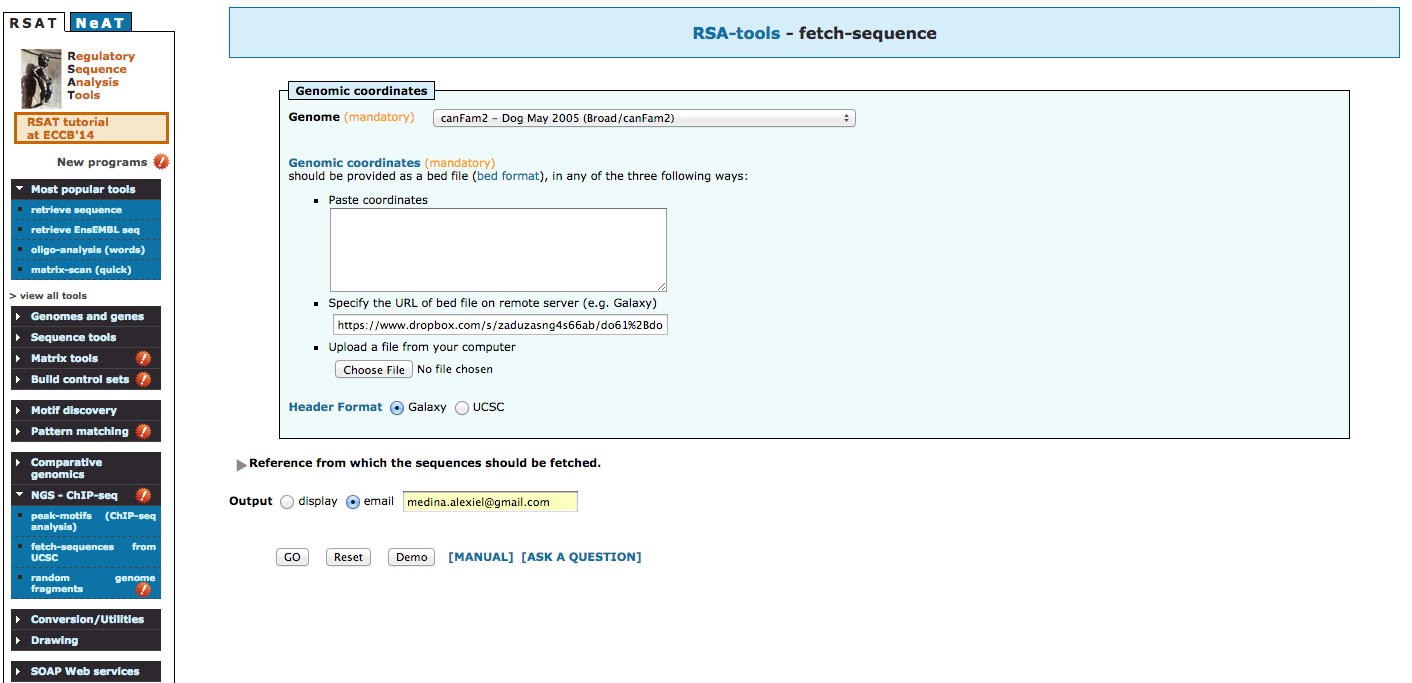 RSAT NeAT
Regulatory
Sequence
Analysis
Tools
RSAT tutorial
at ECCB'14
New programs
Most popular tools
retrieve sequence
retrieve EnsEMBL seq
oligo-analysis (words)
matrix-scan (quick)
> view all tools
Genomes and genes
Sequence tools
Matrix tools
Build control sets
Motif discovery
Pattern matching
Comparative
genomics
NGS - ChIP-seq
peak-motifs (ChIP-seq
analysis)
fetch-sequences from
UCSC
random genome
fragments
Conversion/Utilities
Drawing
SOAP Web services
RSA-tools - fetch-sequence
Genomic coordinates
Genome (mandatory) canFam2 - Dog May 2005 (Broad/canFam2)
Genomic coordinates (mandatory)
should be provided as a bed file (bed format), in any of the three following ways:
Paste coordinates
Specify the URL of bed file on remote server (e.g. Galaxy)
https://www.dropbox.com/s/zaduzasng4s66ab/do61%2Bdo
Upload a file from your computer
Choose File No file chosen
Header Format Galaxy UCSC
Reference from which the sequences should be fetched.
Output display email medina.alexiel@gmail.com
GO Reset Demo [MANUAL] [ASK A QUESTION]